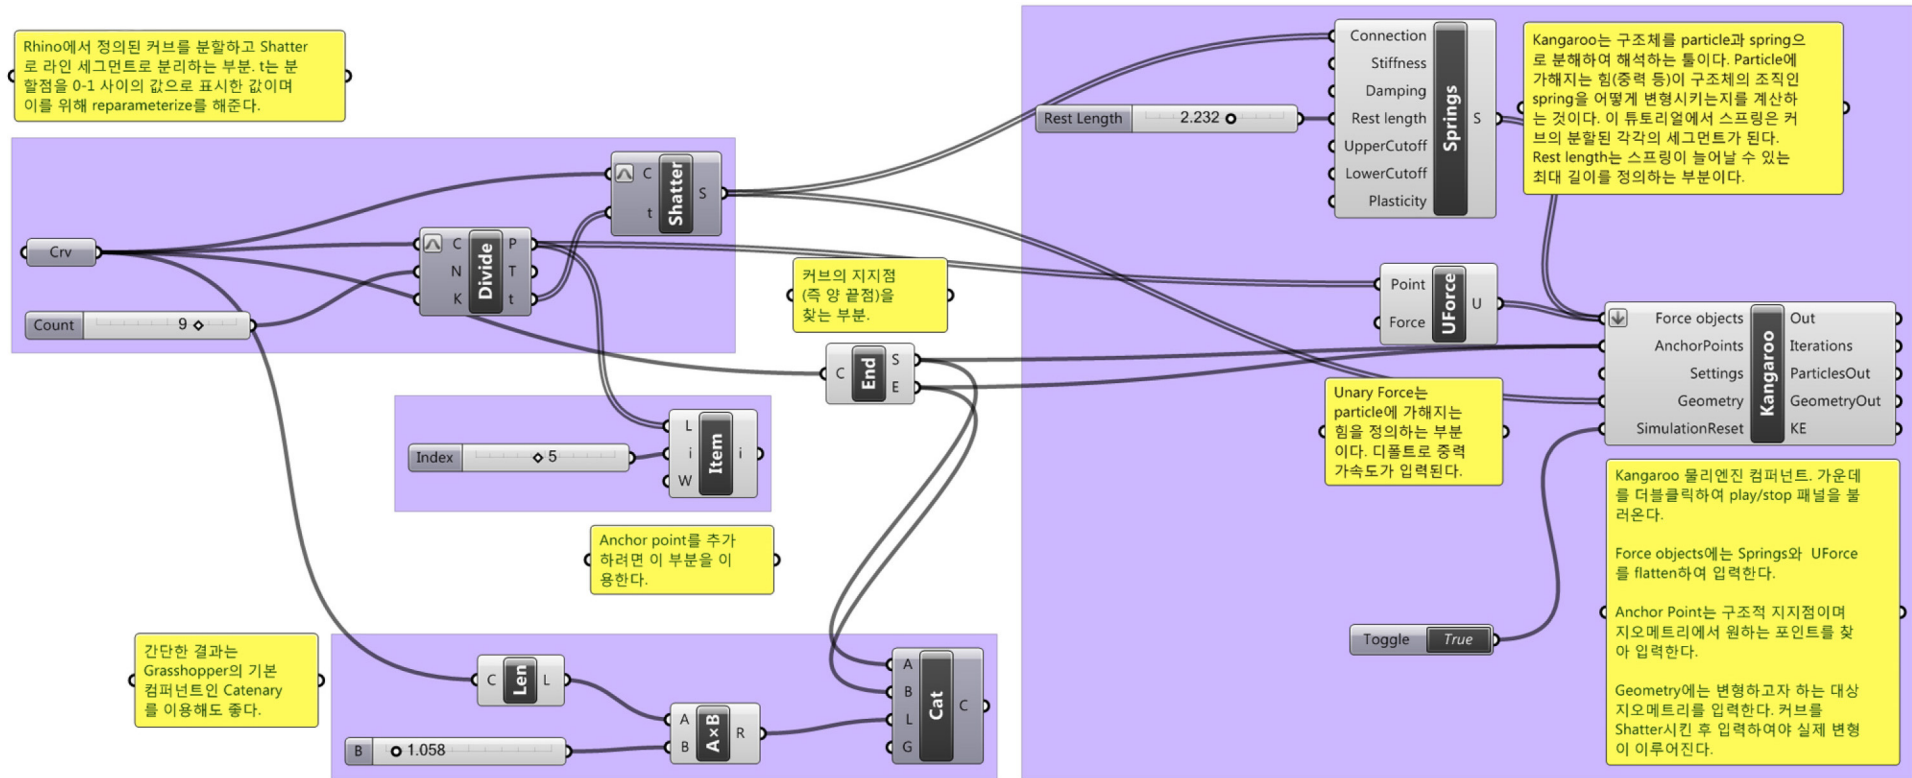 Rhino에서 정의된 커브를 분할하고 Shatter
로 라인 세그먼트로 분리하는 부분. t는 분
할점을 0-1 사이의 값으로 표시한 값이며
이를 위해 reparameterize를 해준다.
Crv
Count
9
C
N
K
Divide
P
T
t
C
t
Shatter
S
Index
5
L
i
W
Item
i
Anchor point를 추가
하려면 이 부분을 이
용한다.
커브의 지지점
(즉 양 끝점)을
찾는 부분.
C
End
S
E
간단한 결과는
Grasshopper의 기본
컴퍼넌트인 Catenary
를 이용해도 좋다.
C
Len
L
B
1.058
A
B
A×B
R
A
B
L
G
Cat
C
Rest Length
2.232
Connection
Stiffness
Damping
Rest length
UpperCutoff
LowerCutoff
Plasticity
Springs
S
Kangaroo는 구조체를 particle과 spring으
로 분해하여 해석하는 툴이다. Particle에
가해지는 힘(중력 등)이 구조체의 조직인
spring을 어떻게 변형시키는지를 계산하
는 것이다. 이 튜토리얼에서 스프링은 커
브의 분할된 각각의 세그먼트가 된다.
Rest length는 스프링이 늘어날 수 있는
최대 길이를 정의하는 부분이다.
Point
Force
UForce
U
Unary Force는
particle에 가해지는
힘을 정의하는 부분
이다. 디폴트로 중력
가속도가 입력된다.
Force objects
AnchorPoints
Settings
Geometry
SimulationReset
Kangaroo
Out
Iterations
ParticlesOut
GeometryOut
KE
Toggle
True
Kangaroo 물리엔진 컴퍼넌트. 가운데
를 더블클릭하여 play/stop 패널을 불
러온다.
Force objects에는 Springs와 UForce
를 flatten하여 입력한다.
Anchor Point는 구조적 지지점이며
지오메트리에서 원하는 포인트를 찾
아 입력한다.
Geometry에는 변형하고자 하는 대상
지오메트리를 입력한다. 커브를
Shatter시킨 후 입력하여야 실제 변형
이 이루어진다.